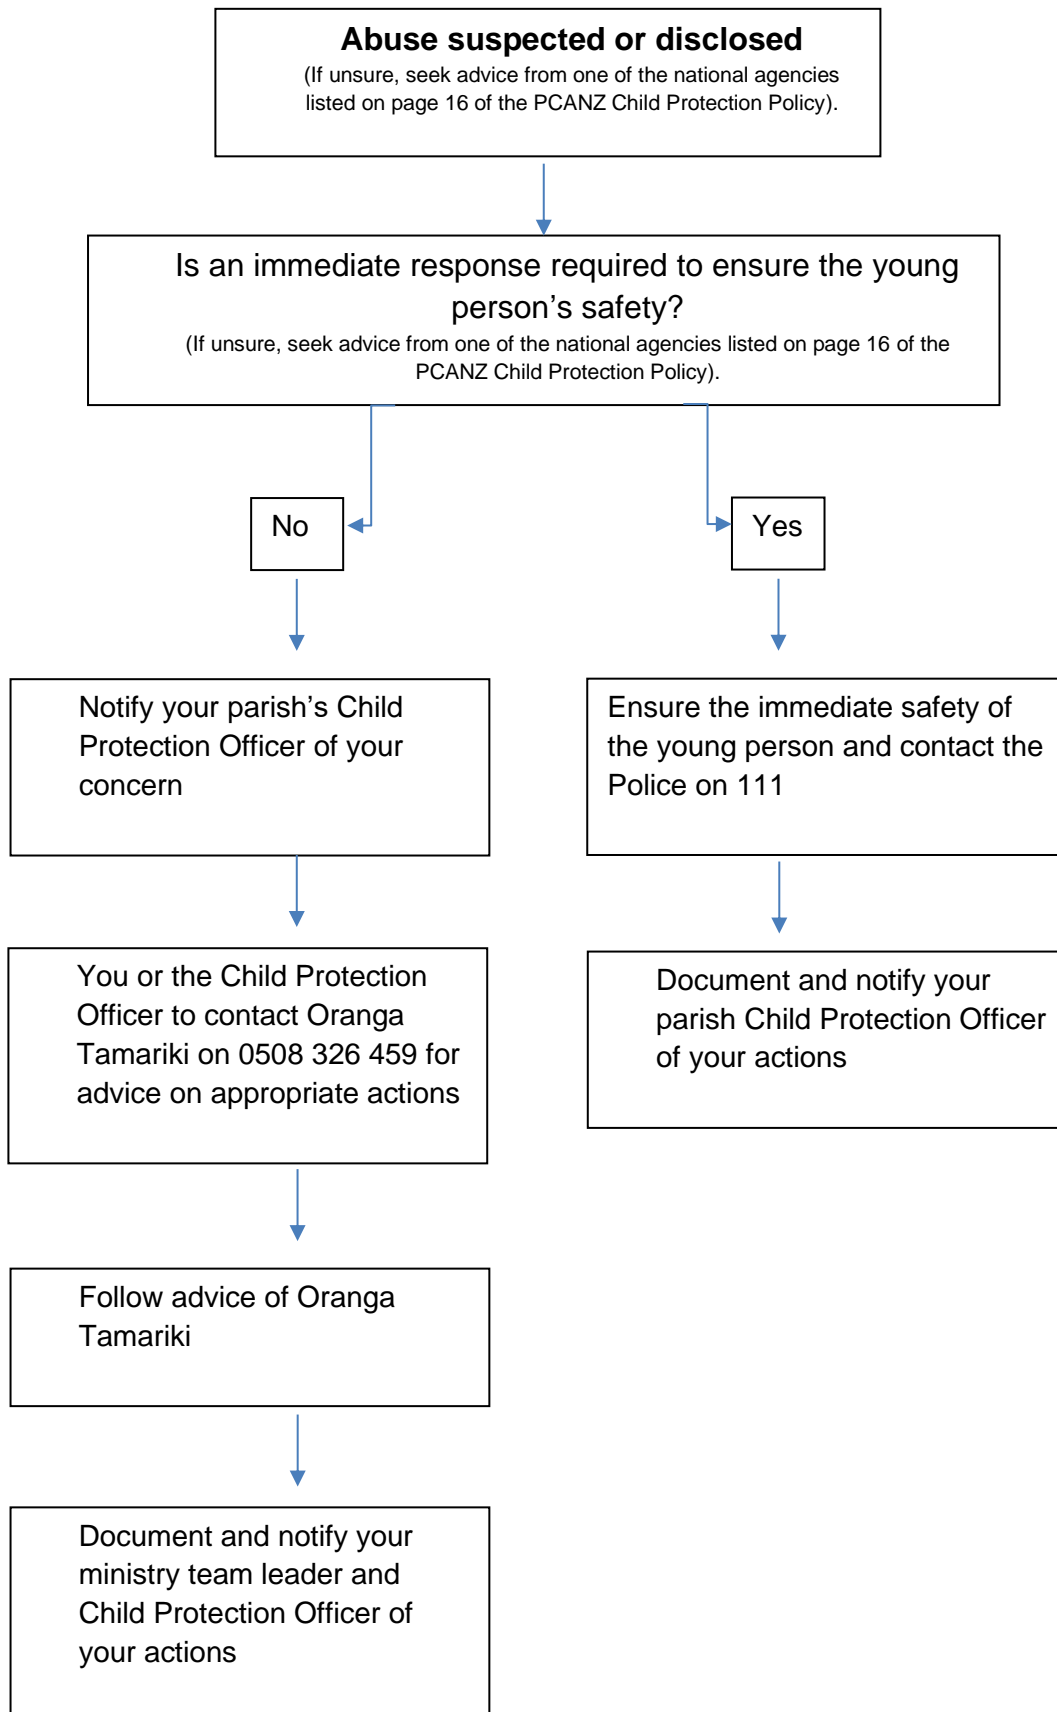 Abuse suspected or disclosed
(If unsure, seek advice from one of the national agencies
listed on page 16 of the PCANZ Child Protection Policy).
Is an immediate response required to ensure the young
person’s safety?
(If unsure, seek advice from one of the national agencies listed on page 16 of the
PCANZ Child Protection Policy).
No
Yes
Notify your parish’s Child
Protection Officer of your
concern
Ensure the immediate safety of
the young person and contact the
Police on 111
You or the Child Protection
Officer to contact Oranga
Tamariki on 0508 326 459 for
advice on appropriate actions
Document and notify your
parish Child Protection Officer
of your actions
Follow advice of Oranga
Tamariki
Document and notify your
ministry team leader and
Child Protection Officer of
your actions